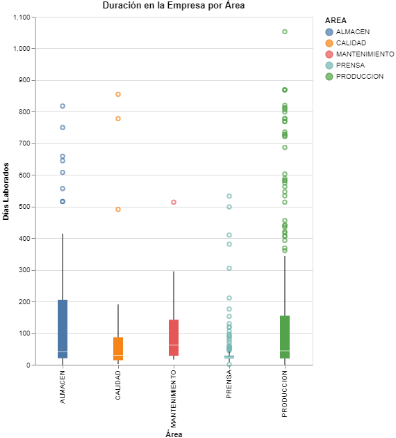 Duración en la Empresa por Área
AREA
ALMACEN
CALIDAD
MANTENIMIENTO
PRENSA
PRODUCCION
Días Laborados
1,100
1,000
900
800
700
600
500
400
300
200
100
0
ALMACEN
CALIDAD
MANTENIMIENTO
PRENSA
PRODUCCION
Área